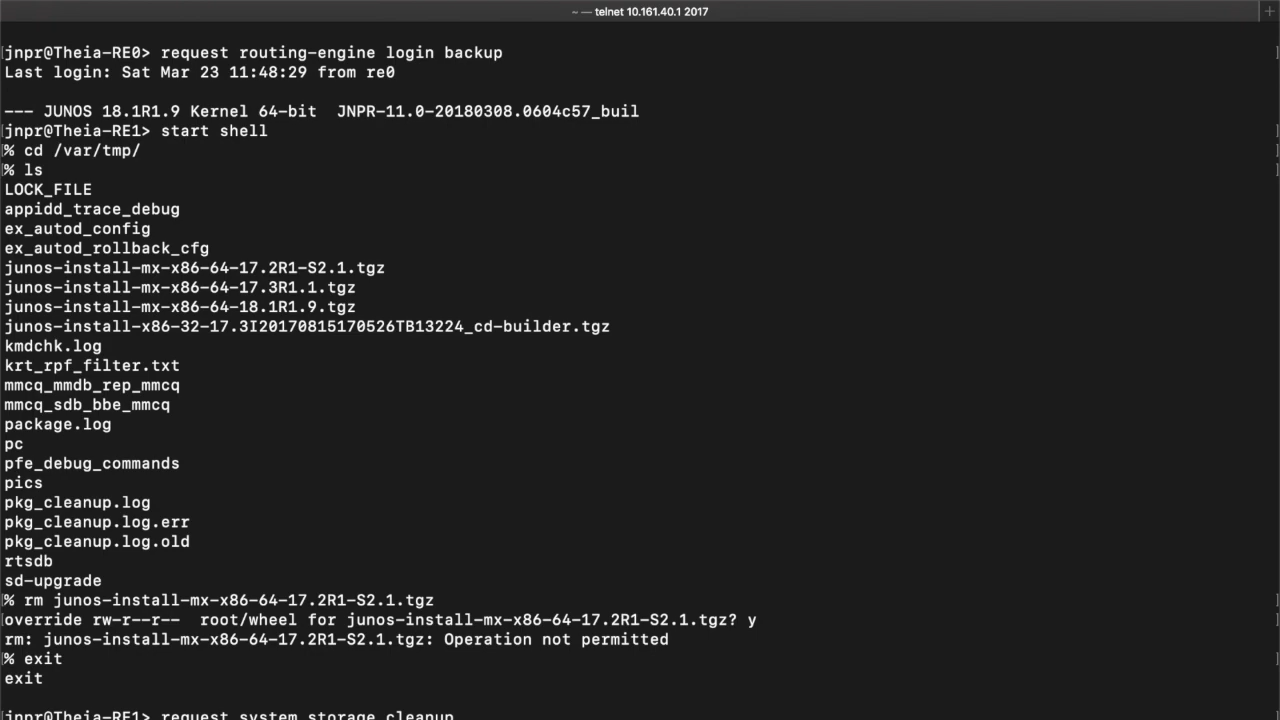 ~ — telnet 10.161.40.1 2017
jnpr@Theia-RE0> request routing-engine login backup
Last login: Sat Mar 23 11:48:29 from re0
--- JUNOS 18.1R1.9 Kernel 64-bit  JNPR-11.0-20180308.0604c57_buil
jnpr@Theia-RE1> start shell
% cd /var/tmp/
% ls
LOCK_FILE
appidd_trace_debug
ex_autod_config
ex_autod_rollback_cfg
junos-install-mx-x86-64-17.2R1-S2.1.tgz
junos-install-mx-x86-64-17.3R1.1.tgz
junos-install-mx-x86-64-18.1R1.9.tgz
junos-install-x86-32-17.3I20170815170526TB13224_cd-builder.tgz
kmdchk.log
krt_rpf_filter.txt
mmcq_mmdb_rep_mmcq
mmcq_sdb_bbe_mmcq
package.log
pc
pfe_debug_commands
pics
pkg_cleanup.log
pkg_cleanup.log.err
pkg_cleanup.log.old
rtsdb
sd-upgrade
% rm junos-install-mx-x86-64-17.2R1-S2.1.tgz
override rw-r--r--  root/wheel for junos-install-mx-x86-64-17.2R1-S2.1.tgz? y
rm: junos-install-mx-x86-64-17.2R1-S2.1.tgz: Operation not permitted
% exit
exit
jnpr@Theia-RE1> request system storage cleanup